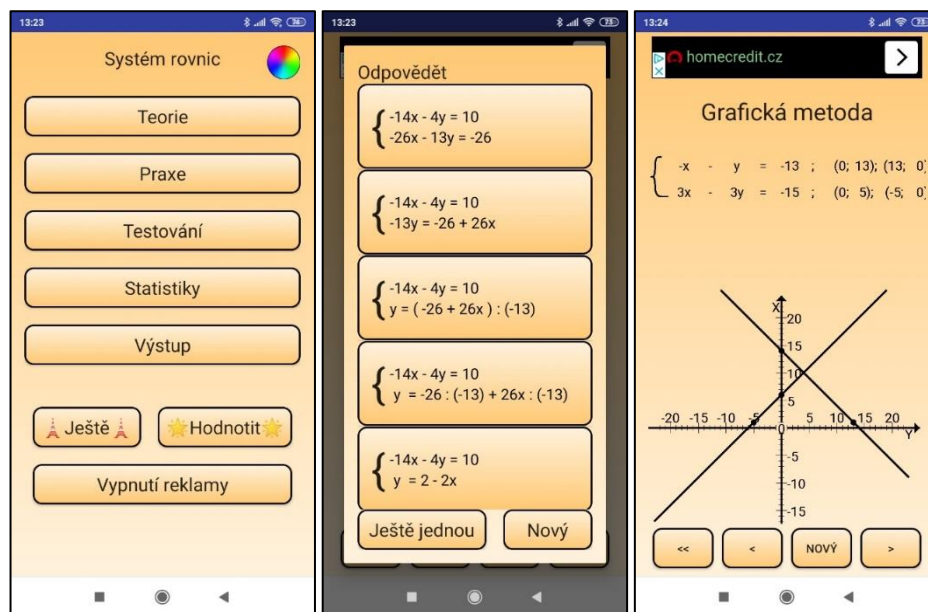 13:23
Systém rovnic
Teorie
Praxe
Testování
Statistiky
Výstup
Ještě
Hodnotit
Vypnutí reklamy
13:23
Odpovědět
-14x - 4y = 10
-26x - 13y = -26
-14x - 4y = 10
-13y = -26 + 26x
-14x - 4y = 10
y = ( -26 + 26x ) : (-13)
-14x - 4y = 10
y = -26 : (-13) + 26x : (-13)
-14x - 4y = 10
y = 2 - 2x
Ještě jednou
Nový
13:24
homecredit.cz
Grafická metoda
-x - y = -13 ; (0; 13); (13; 0)
3x - 3y = -15 ; (0; 5); (-5; 0)
X
20
15
10
5
-20 -15 -10 -5 0 5 10 15 20
Y
-5
-10
-15
<< < NOVÝ >